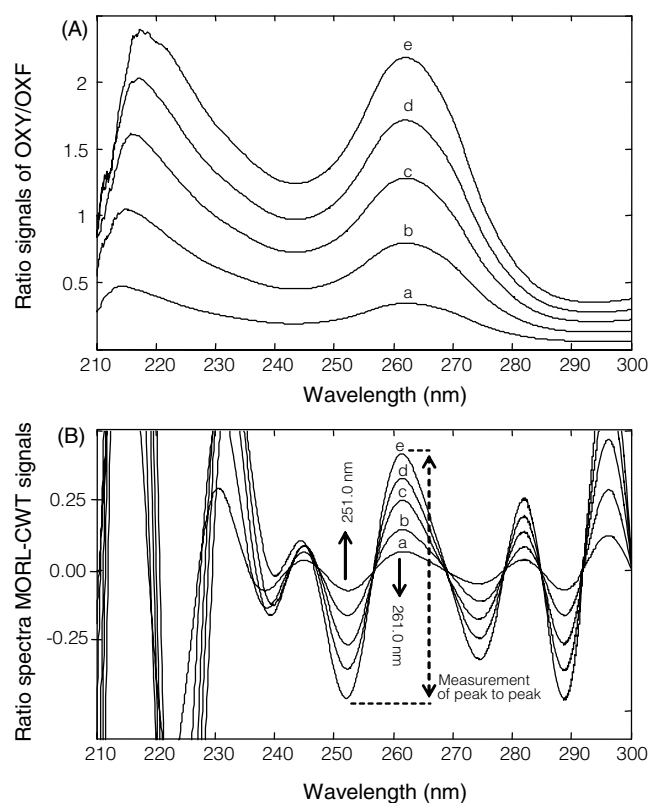 (A)
Ratio signals of OXY/OXF
2
1.5
1
0.5
e
d
c
b
a
210 220 230 240 250 260 270 280 290 300
Wavelength (nm)
(B)
Ratio spectra MORL-CWT signals
0.25
0.00
-0.25
251.0 nm
e
d
c
b
a
261.0 nm
Measurement
of peak to peak
210 220 230 240 250 260 270 280 290 300
Wavelength (nm)